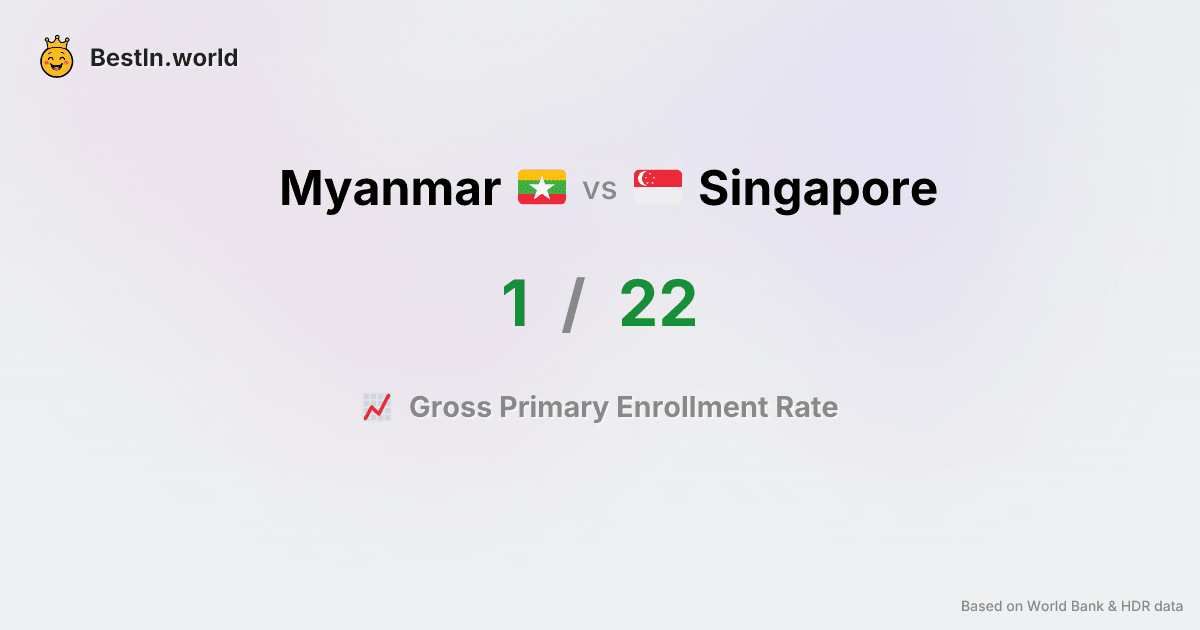 BestIn.world
Myanmar vs Singapore
1 / 22
Gross Primary Enrollment Rate
Based on World Bank & HDR data